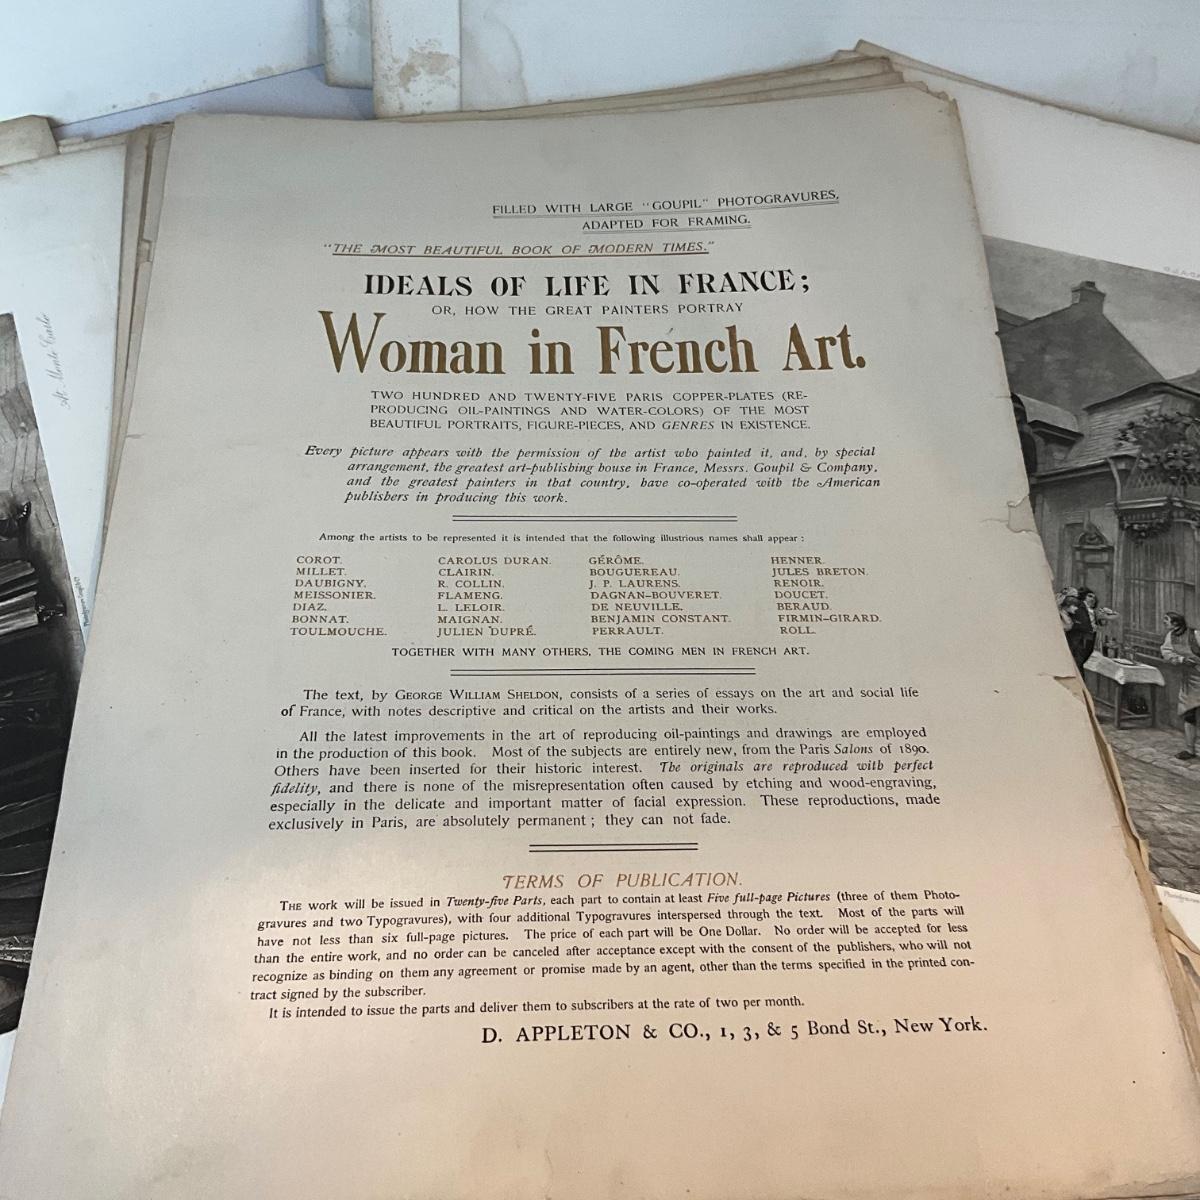 FILLED WITH LARGE "GOUPIL" PHOTOGRAVURES,
ADAPTED FOR FRAMING.
"THE MOST BEAUTIFUL BOOK OF MODERN TIMES."
IDEALS OF LIFE IN FRANCE;
OR, HOW THE GREAT PAINTERS PORTRAY
Woman in French Art.
TWO HUNDRED AND TWENTY-FIVE PARIS COPPER-PLATES (RE-
PRODUCING OIL-PAINTINGS AND WATER-COLORS) OF THE MOST
BEAUTIFUL PORTRAITS, FIGURE-PIECES, AND GENRES IN EXISTENCE.
Every picture appears with the permission of the artist who painted it, and, by special
arrangement, the greatest art-publishing house in France, Messrs. Goupil & Company,
and the greatest painters in that country, have co-operated with the American
publishers in producing this work.
Among the artists to be represented it is intended that the following illustrious names shall appear:
COROT. CAROLUS DURAN. GÉRÔME. HENNER.
MILLET. CLAIRIN. BOUGUEREAU. JULES BRETON.
DAUBIGNY. R. COLLIN. J. P. LAURENS. RENOIR.
MEISSONIER. FLAMENG. DAGNAN-BOUVERET. DOUCET.
DIAZ. L. LELOIR. DE NEUVILLE. BERAUD.
BONNAT. MAIGNAN. BENJAMIN CONSTANT. FIRMIN-GIRARD.
TOULMOUCHE. JULIEN DUPRÉ. PERRAULT. ROLL.
TOGETHER WITH MANY OTHERS, THE COMING MEN IN FRENCH ART.
The text, by GEORGE WILLIAM SHELDON, consists of a series of essays on the art and social life
of France, with notes descriptive and critical on the artists and their works.
All the latest improvements in the art of reproducing oil-paintings and drawings are employed
in the production of this book. Most of the subjects are entirely new, from the Paris Salons of 1890.
Others have been inserted for their historic interest. The originals are reproduced with perfect
fidelity, and there is none of the misrepresentation often caused by etching and wood-engraving,
especially in the delicate and important matter of facial expression. These reproductions, made
exclusively in Paris, are absolutely permanent; they can not fade.
TERMS OF PUBLICATION.
THE work will be issued in Twenty-five Parts, each part to contain at least Five full-page Pictures (three of them Photo-
gravures and two Typogravures), with four additional Typogravures interspersed through the text. Most of the parts will
have not less than six full-page pictures. The price of each part will be One Dollar. No order will be accepted for less
than the entire work, and no order can be canceled after acceptance except with the consent of the publishers, who will not
recognize as binding on them any agreement or promise made by an agent, other than the terms specified in the printed con-
tract signed by the subscriber.
It is intended to issue the parts and deliver them to subscribers at the rate of two per month.
D. APPLETON & CO., 1, 3, & 5 Bond St., New York.
At Monte Carlo